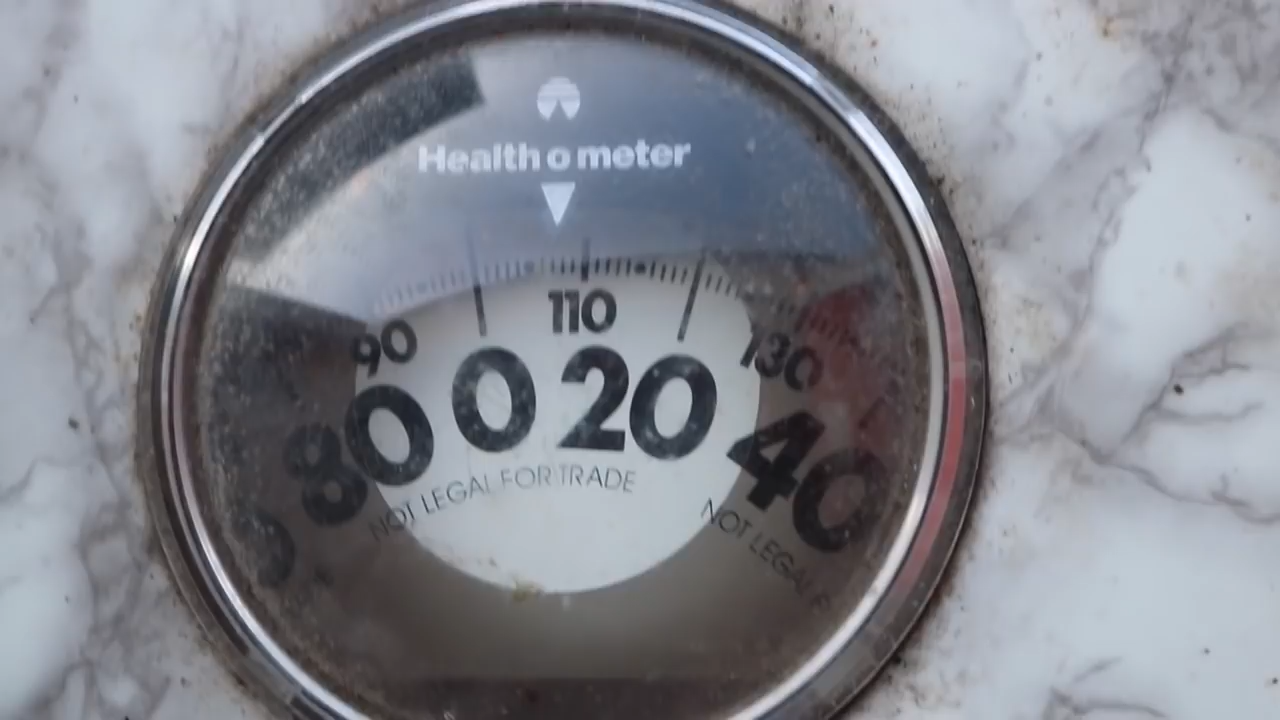 Health o meter
90 110 130
80 0 20 40
NOT LEGAL FOR TRADE
NOT LEGAL F